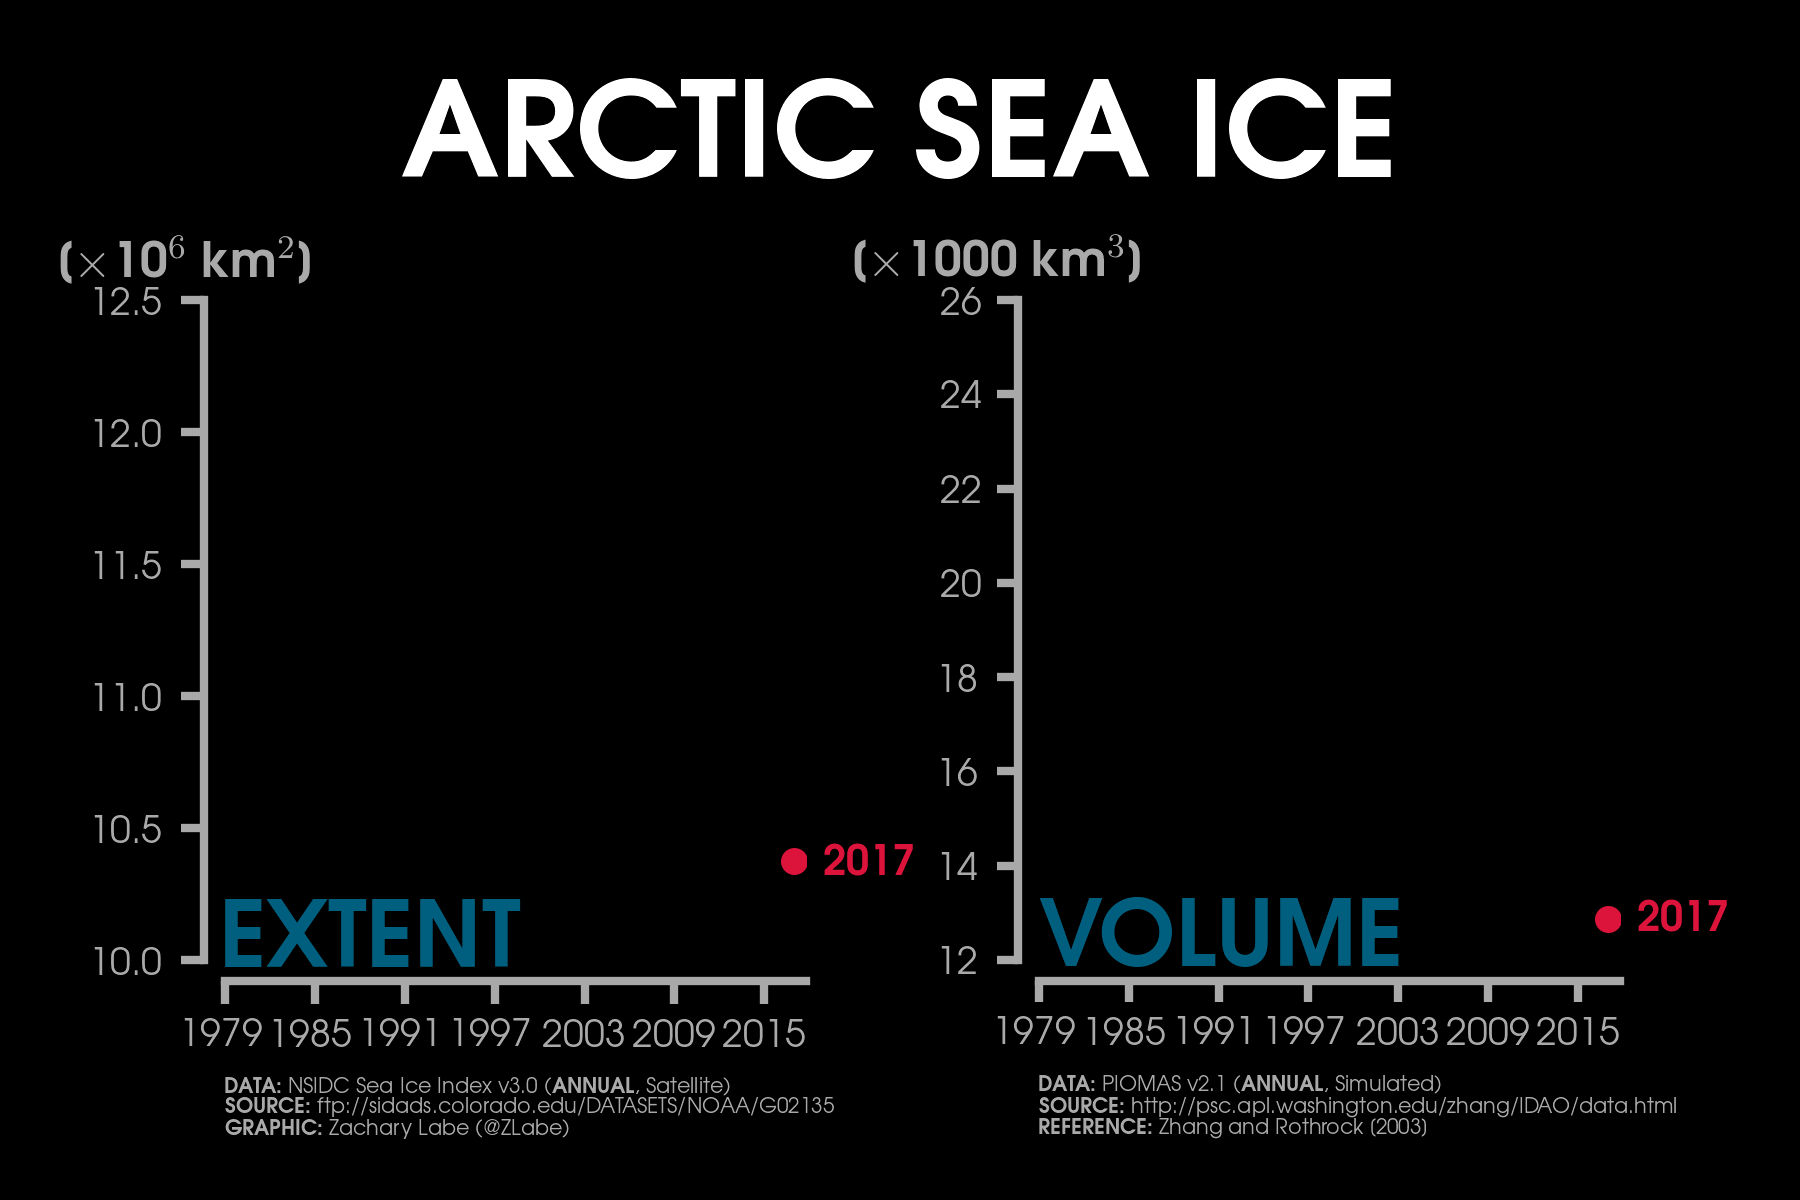 ARCTIC SEA ICE
(×10⁶ km²)
12.5
12.0
11.5
11.0
10.5
10.0
2017
EXTENT
1979 1985 1991 1997 2003 2009 2015
DATA: NSIDC Sea Ice Index v3.0 (ANNUAL, Satellite)
SOURCE: ftp://sidads.colorado.edu/DATASETS/NOAA/G02135
GRAPHIC: Zachary Labe (@ZLabe)
(×1000 km³)
26
24
22
20
18
16
14
12
2017
VOLUME
1979 1985 1991 1997 2003 2009 2015
DATA: PIOMAS v2.1 (ANNUAL, Simulated)
SOURCE: http://psc.apl.washington.edu/zhang/IDAO/data.html
REFERENCE: Zhang and Rothrock [2003]